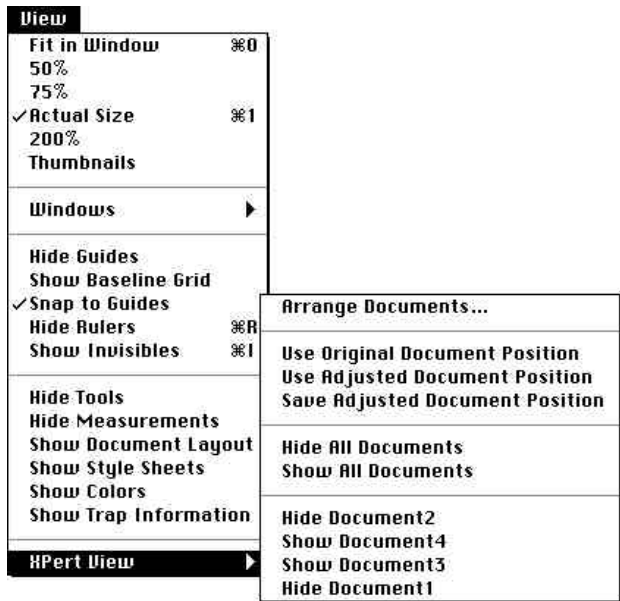 View
Fit in Window ⌘0
50%
75%
✓Actual Size ⌘1
200%
Thumbnails
Windows ▶
Hide Guides
Show Baseline Grid
✓Snap to Guides
Hide Rulers ⌘R
Show Invisibles ⌘I
Hide Tools
Hide Measurements
Show Document Layout
Show Style Sheets
Show Colors
Show Trap Information
XPert View ▶
Arrange Documents...
Use Original Document Position
Use Adjusted Document Position
Save Adjusted Document Position
Hide All Documents
Show All Documents
Hide Document2
Show Document4
Show Document3
Hide Document1